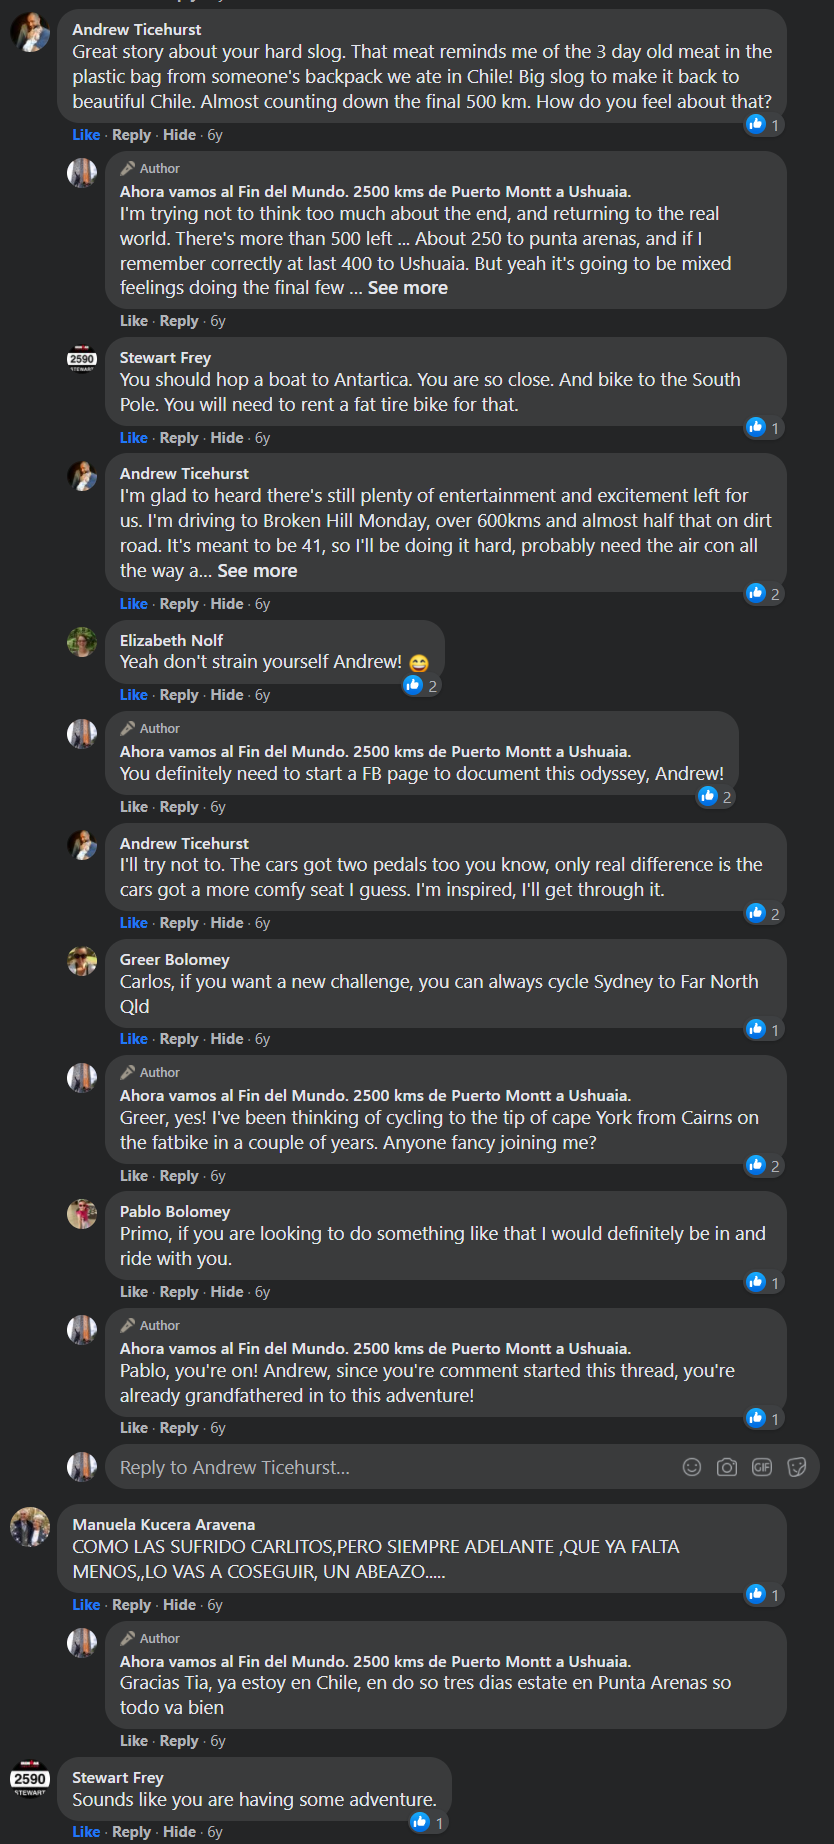 Andrew Ticehurst
Great story about your hard slog. That meat reminds me of the 3 day old meat in the
plastic bag from someone's backpack we ate in Chile! Big slog to make it back to
beautiful Chile. Almost counting down the final 500 km. How do you feel about that?
1
Like · Reply · Hide · 6y
Author
Ahora vamos al Fin del Mundo. 2500 kms de Puerto Montt a Ushuaia.
I'm trying not to think too much about the end, and returning to the real
world. There's more than 500 left ... About 250 to punta arenas, and if I
remember correctly at last 400 to Ushuaia. But yeah it's going to be mixed
feelings doing the final few ... See more
Like · Reply · 6y
2590
STEWART
Stewart Frey
You should hop a boat to Antartica. You are so close. And bike to the South
Pole. You will need to rent a fat tire bike for that.
1
Like · Reply · Hide · 6y
Andrew Ticehurst
I'm glad to heard there's still plenty of entertainment and excitement left for
us. I'm driving to Broken Hill Monday, over 600kms and almost half that on dirt
road. It's meant to be 41, so I'll be doing it hard, probably need the air con all
the way a... See more
2
Like · Reply · Hide · 6y
Elizabeth Nolf
Yeah don't strain yourself Andrew! 😄
2
Like · Reply · Hide · 6y
Author
Ahora vamos al Fin del Mundo. 2500 kms de Puerto Montt a Ushuaia.
You definitely need to start a FB page to document this odyssey, Andrew!
2
Like · Reply · 6y
Andrew Ticehurst
I'll try not to. The cars got two pedals too you know, only real difference is the
cars got a more comfy seat I guess. I'm inspired, I'll get through it.
2
Like · Reply · Hide · 6y
Greer Bolomey
Carlos, if you want a new challenge, you can always cycle Sydney to Far North
Qld
1
Like · Reply · Hide · 6y
Author
Ahora vamos al Fin del Mundo. 2500 kms de Puerto Montt a Ushuaia.
Greer, yes! I've been thinking of cycling to the tip of cape York from Cairns on
the fatbike in a couple of years. Anyone fancy joining me?
2
Like · Reply · 6y
Pablo Bolomey
Primo, if you are looking to do something like that I would definitely be in and
ride with you.
1
Like · Reply · Hide · 6y
Author
Ahora vamos al Fin del Mundo. 2500 kms de Puerto Montt a Ushuaia.
Pablo, you're on! Andrew, since you're comment started this thread, you're
already grandfathered in to this adventure!
1
Like · Reply · 6y
Reply to Andrew Ticehurst...
GIF
Manuela Kucera Aravena
COMO LAS SUFRIDO CARLITOS,PERO SIEMPRE ADELANTE ,QUE YA FALTA
MENOS,,LO VAS A COSEGUIR, UN ABEAZO.....
1
Like · Reply · Hide · 6y
Author
Ahora vamos al Fin del Mundo. 2500 kms de Puerto Montt a Ushuaia.
Gracias Tia, ya estoy en Chile, en do so tres dias estate en Punta Arenas so
todo va bien
Like · Reply · 6y
2590
STEWART
Stewart Frey
Sounds like you are having some adventure.
1
Like · Reply · Hide · 6y